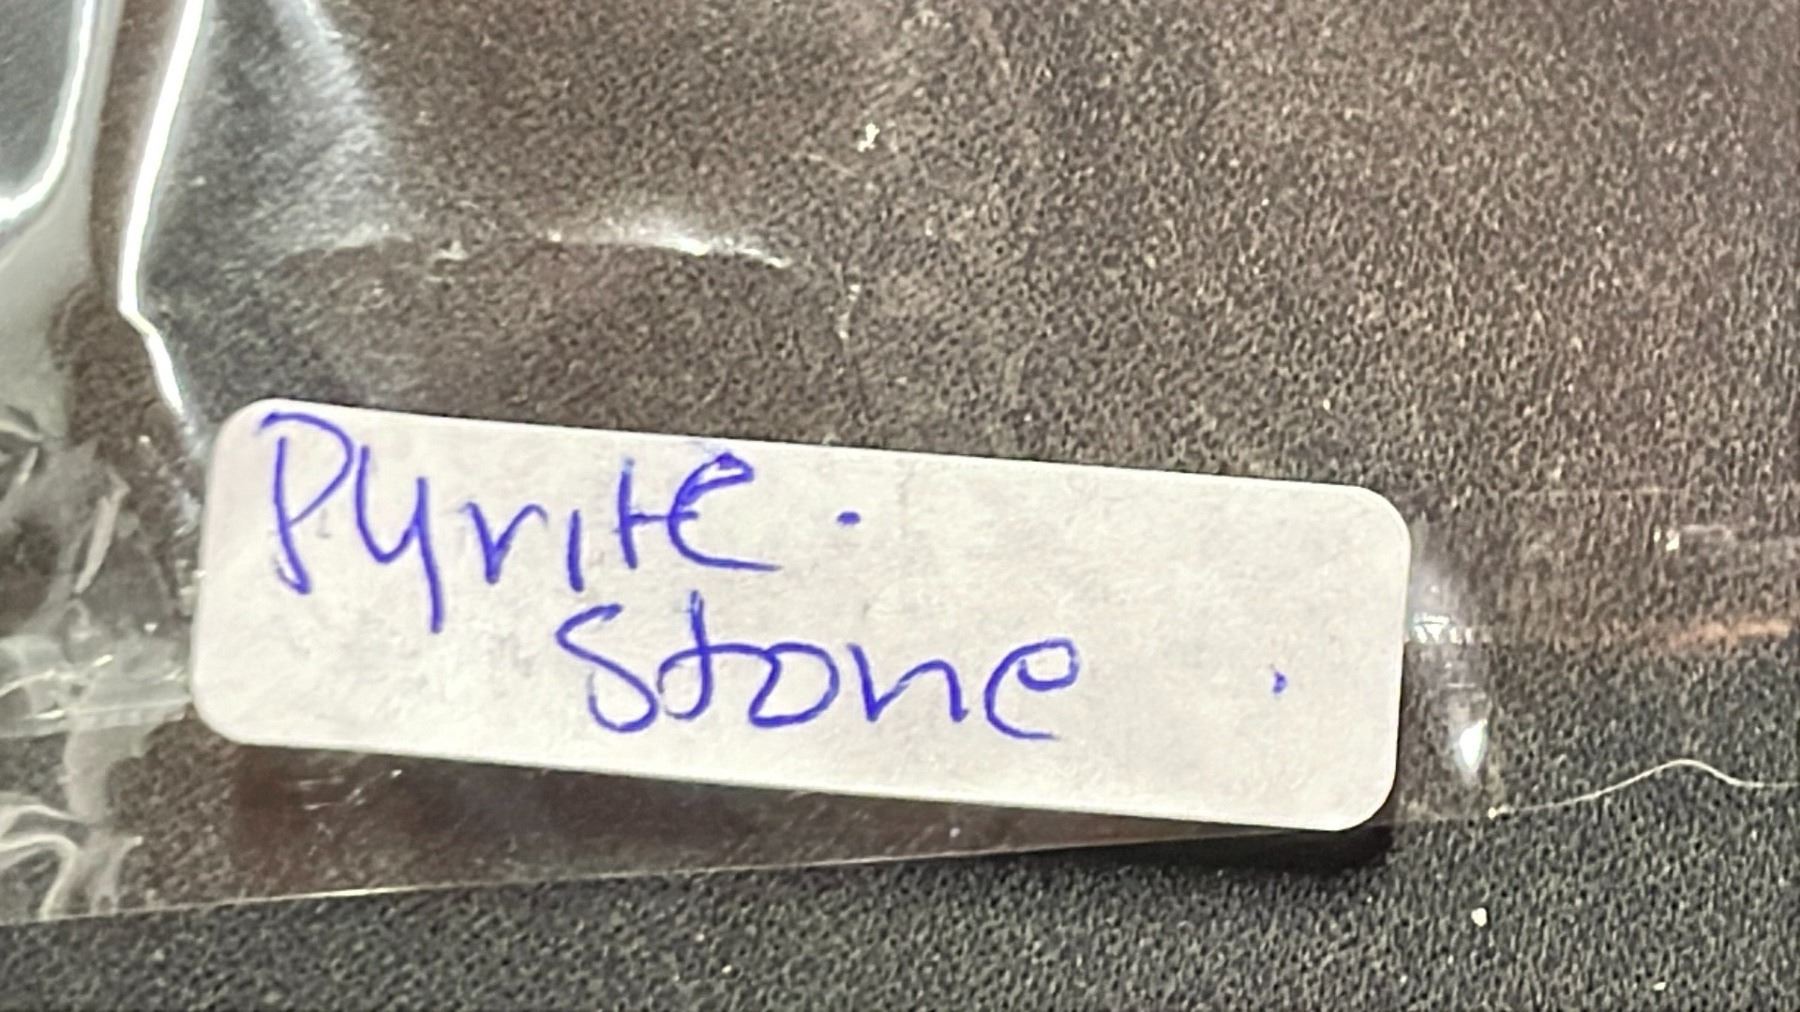 Pyrite.
Stone .